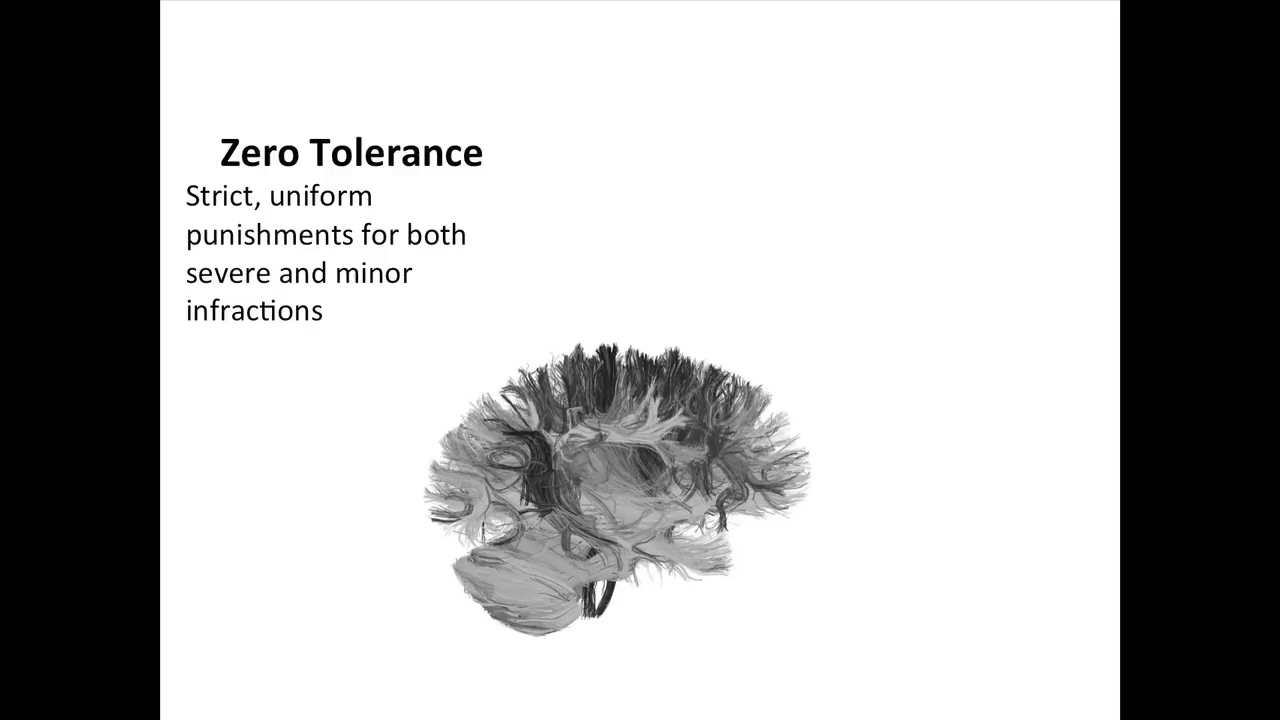 Zero Tolerance
Strict, uniform
punishments for both
severe and minor
infractions